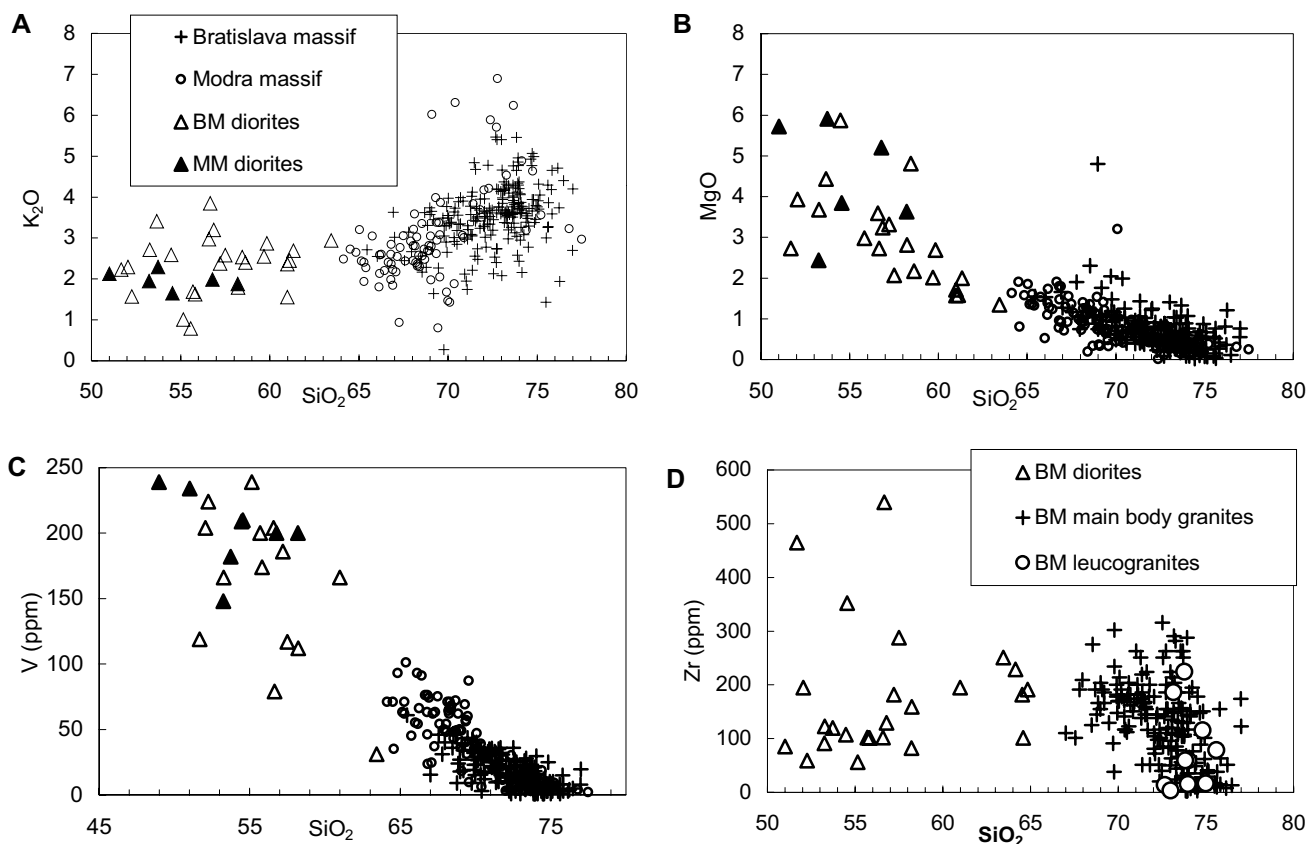 A
+ Bratislava massif
Modra massif
BM diorites
MM diorites
K₂O
8
7
6
5
4
3
2
1
0
50 55 60 65 70 75 80
SiO₂
B
MgO
8
7
6
5
4
3
2
1
0
50 55 60 65 70 75 80
SiO₂
C
V (ppm)
250
200
150
100
50
0
45 55 65 75
SiO₂
D
BM diorites
BM main body granites
BM leucogranites
Zr (ppm)
600
500
400
300
200
100
0
50 55 60 65 70 75 80
SiO₂